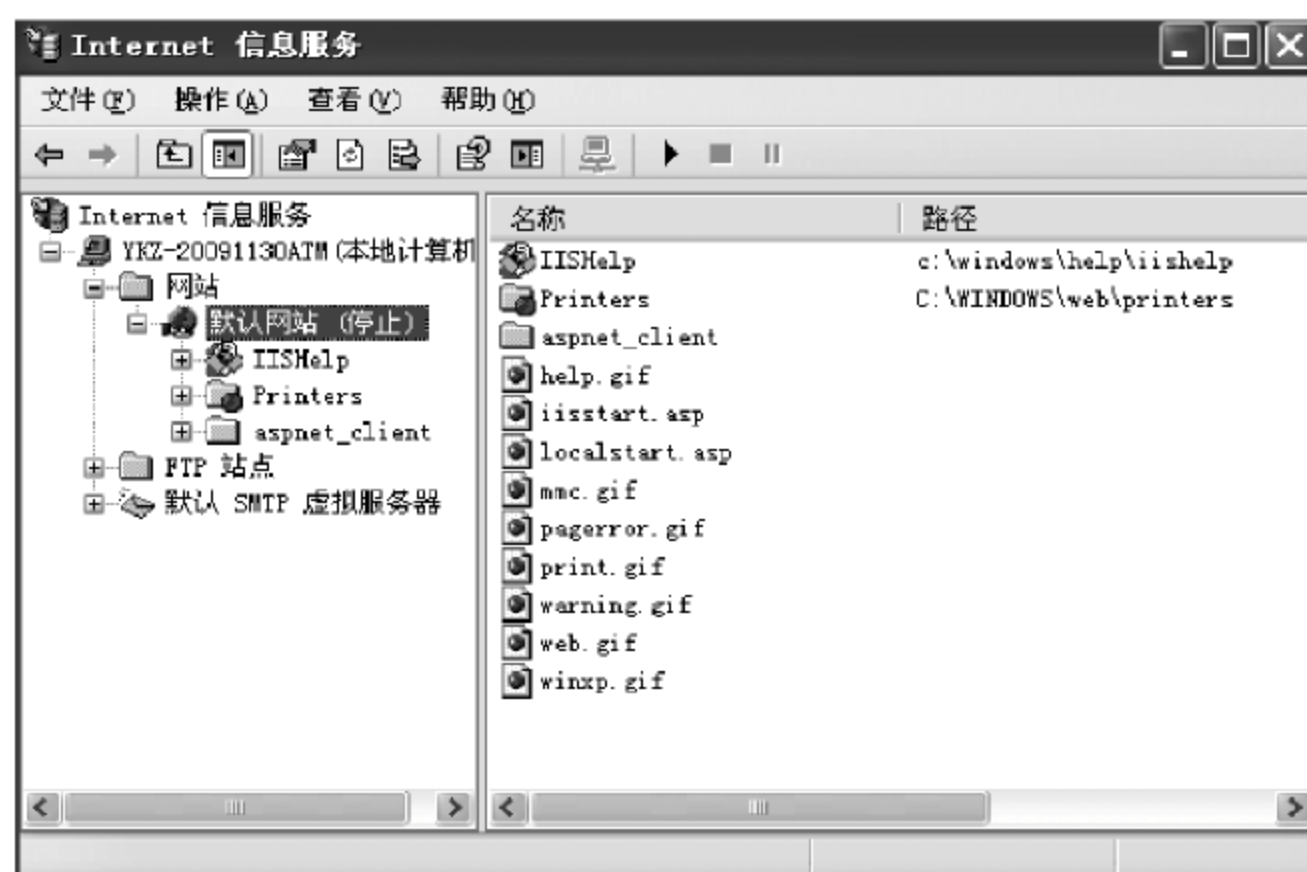 Internet 信息服务
文件(F) 操作(A) 查看(V) 帮助(H)
Internet 信息服务
YKZ-20091130ATM(本地计算机
网站
默认网站 (停止)
IISHelp
Printers
aspnet_client
FTP 站点
默认 SMTP 虚拟服务器
名称 路径
IISHelp c:\windows\help\iishelp
Printers C:\WINDOWS\web\printers
aspnet_client
help.gif
iisstart.asp
localstart.asp
mmc.gif
pagerror.gif
print.gif
warning.gif
web.gif
winxp.gif